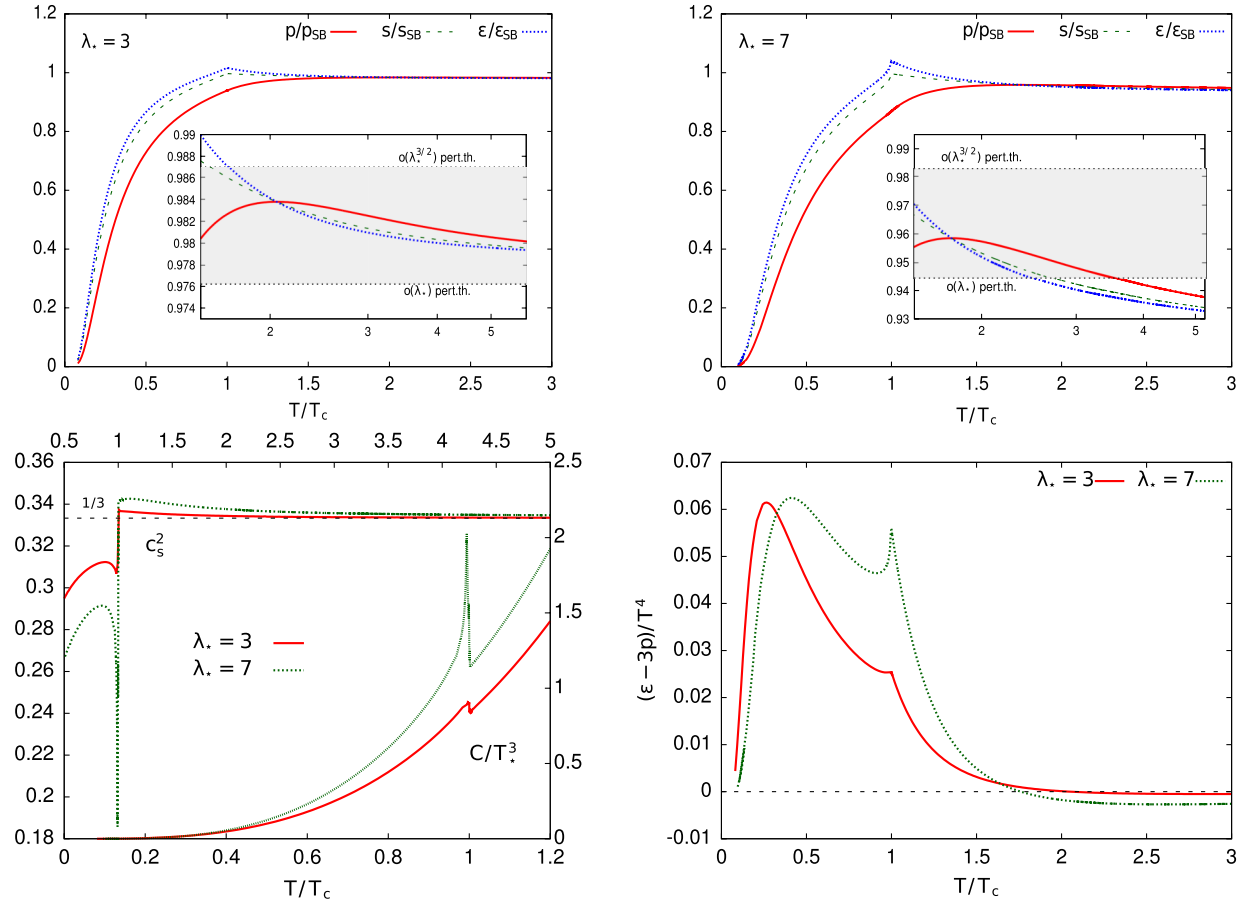 λ⋆ = 3
p/pSB s/sSB ε/εSB
1.2
1
0.8
0.6
0.4
0.2
0
0.99
0.988
0.986
0.984
0.982
0.98
0.978
0.976
0.974
o(λ⋆^3/2) pert.th.
o(λ⋆) pert.th.
2 3 4 5
0 0.5 1 1.5 2 2.5 3
T/Tc
λ⋆ = 7
p/pSB s/sSB ε/εSB
1.2
1
0.8
0.6
0.4
0.2
0
0.99
0.98
0.97
0.96
0.95
0.94
0.93
o(λ⋆^3/2) pert.th.
o(λ⋆) pert.th.
2 3 4 5
0 0.5 1 1.5 2 2.5 3
T/Tc
0.5 1 1.5 2 2.5 3 3.5 4 4.5 5
0.36
0.34
0.32
0.3
0.28
0.26
0.24
0.22
0.2
0.18
1/3
cs^2
λ⋆ = 3
λ⋆ = 7
C/T⋆^3
2.5
2
1.5
1
0.5
0
0 0.2 0.4 0.6 0.8 1 1.2
T/Tc
(ε − 3p)/T^4
0.07
0.06
0.05
0.04
0.03
0.02
0.01
0
-0.01
λ⋆ = 3 λ⋆ = 7
0 0.5 1 1.5 2 2.5 3
T/Tc